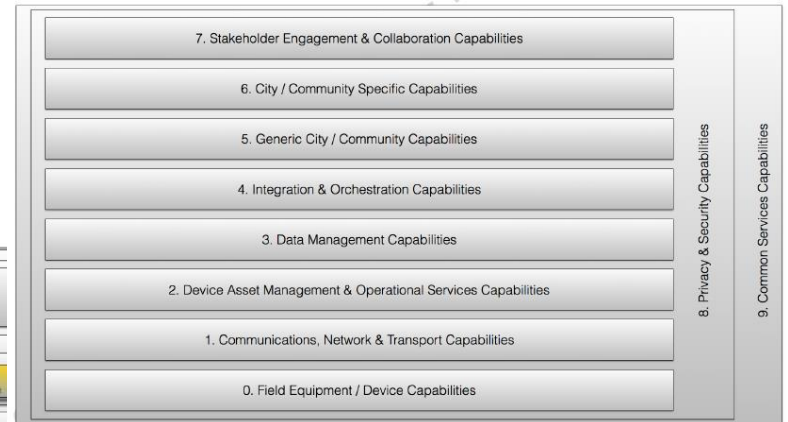 7. Stakeholder Engagement & Collaboration Capabilities
6. City / Community Specific Capabilities
5. Generic City / Community Capabilities
4. Integration & Orchestration Capabilities
3. Data Management Capabilities
2. Device Asset Management & Operational Services Capabilities
1. Communications, Network & Transport Capabilities
0. Field Equipment / Device Capabilities
8. Privacy & Security Capabilities
9. Common Services Capabilities